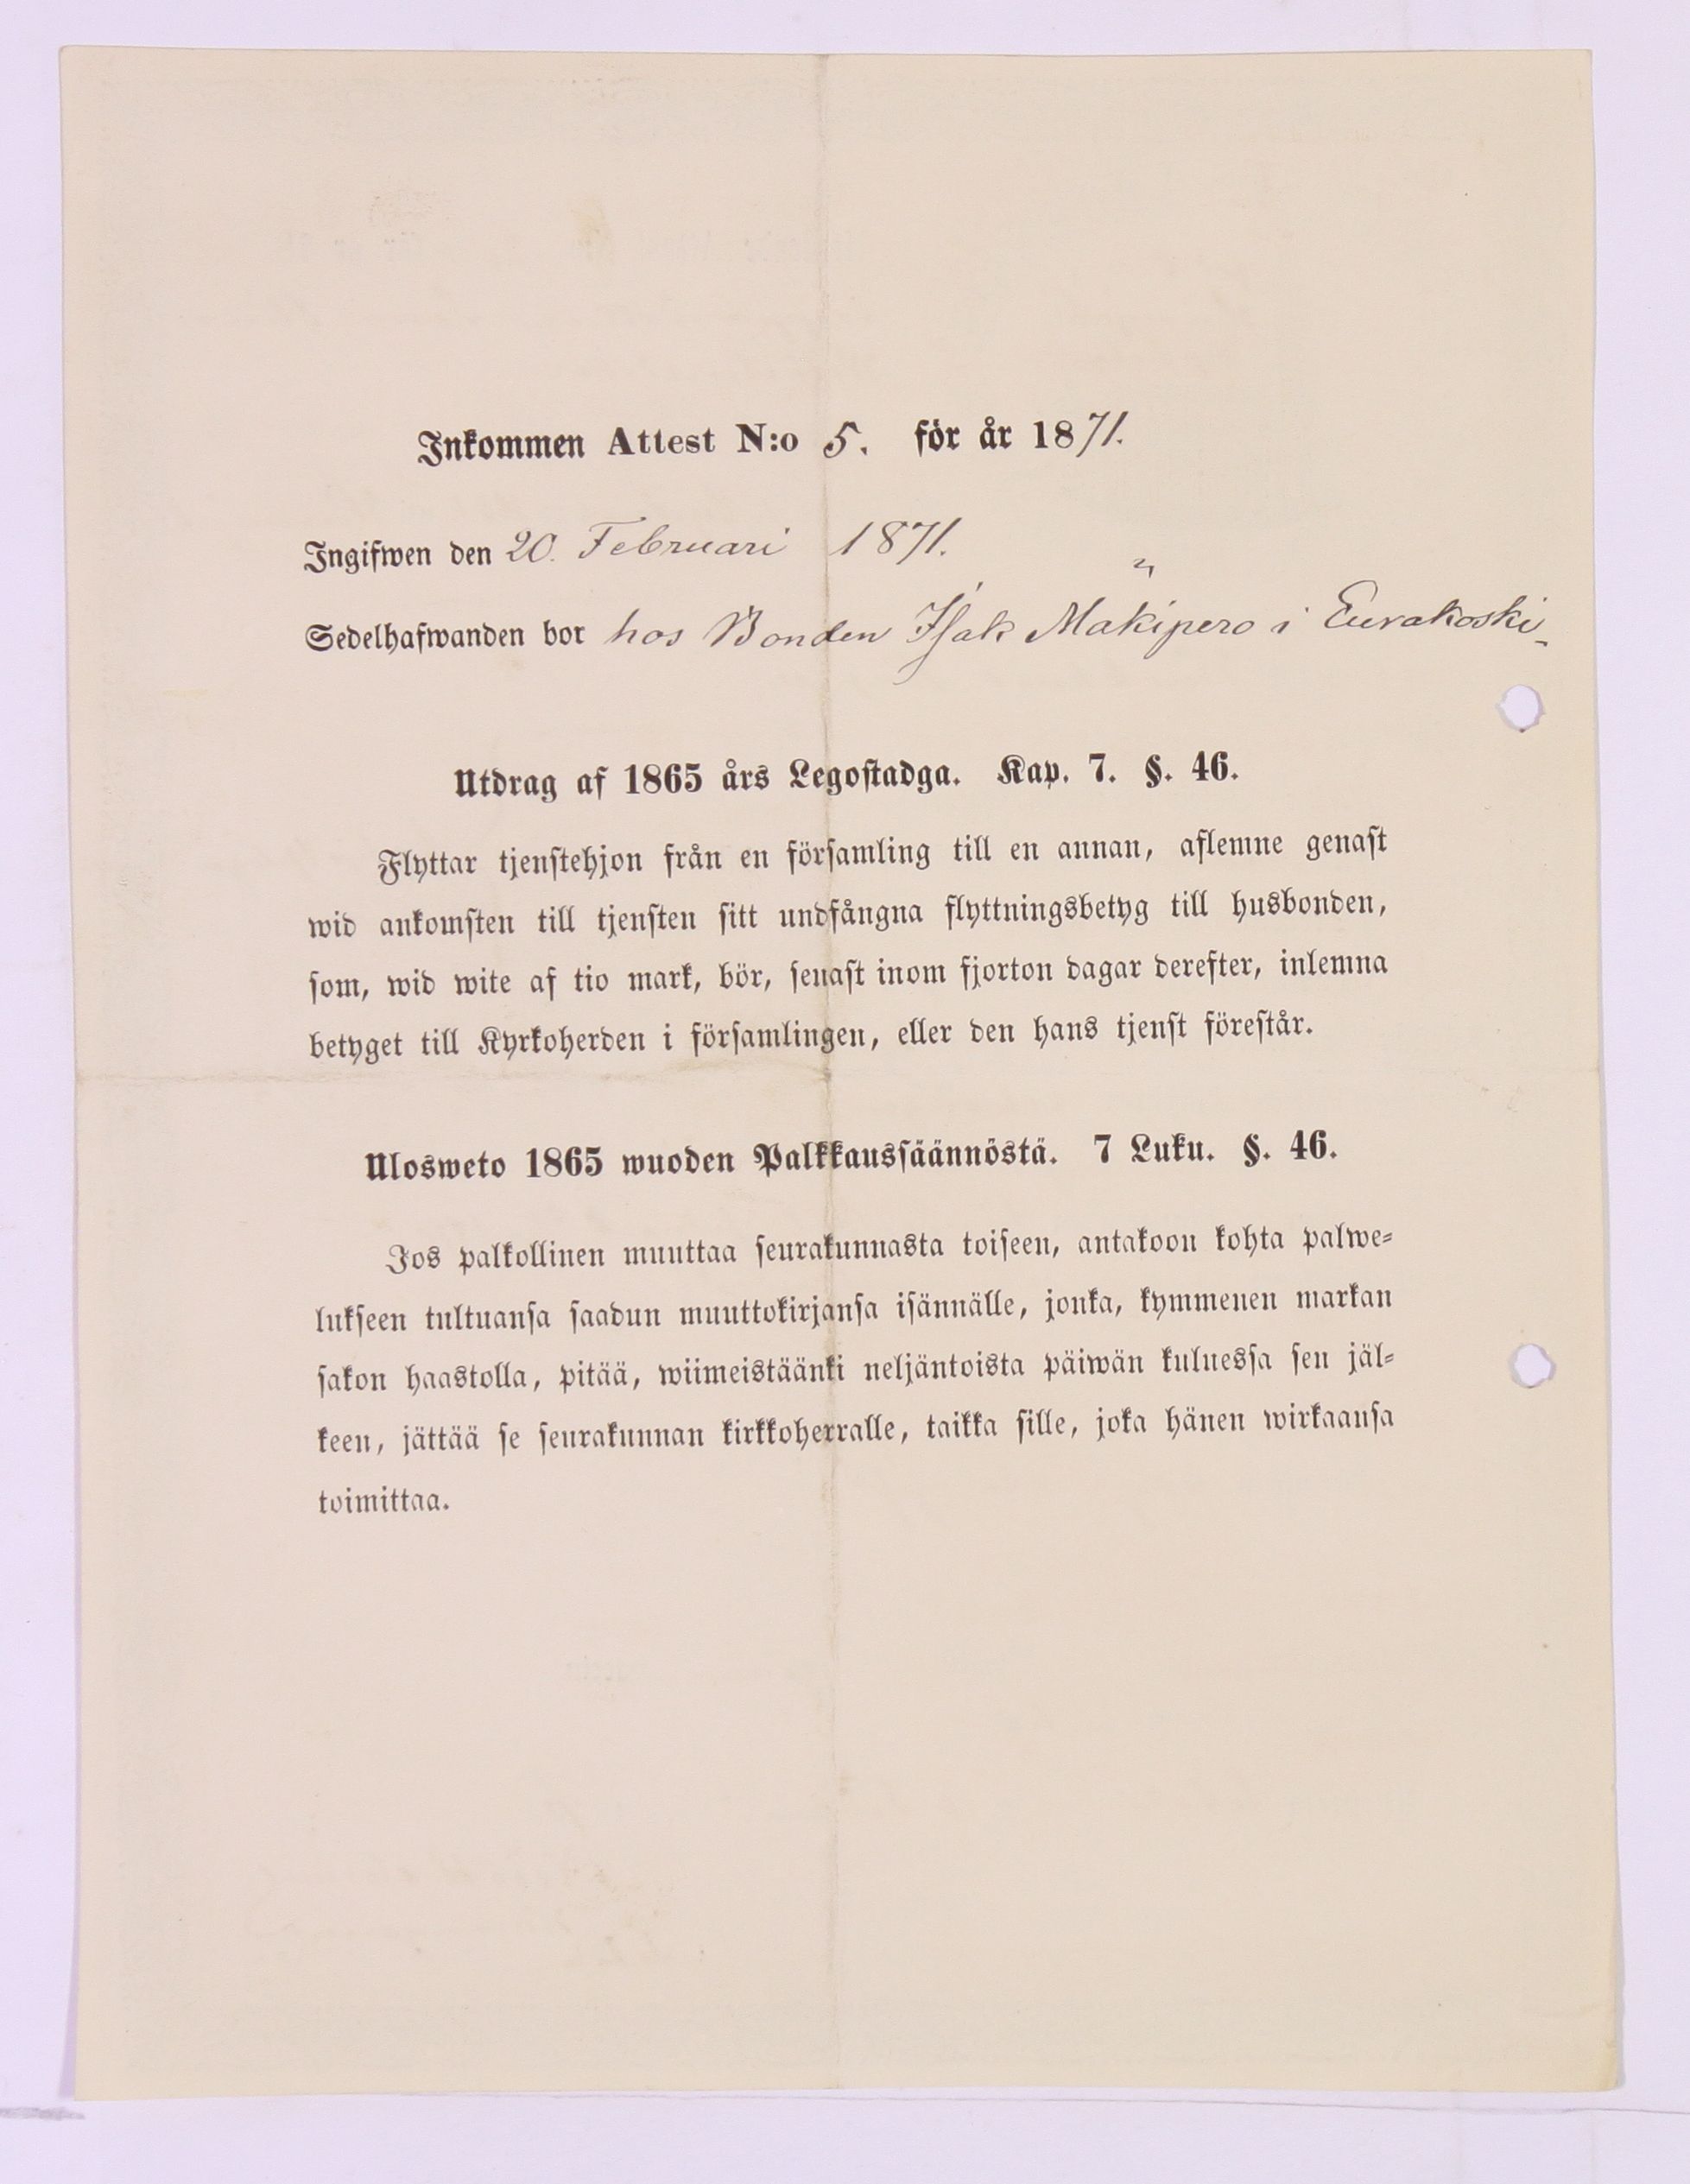 Inkommen Attest N:o 5. för år 1871.
Ingifwen den 20. Februari 1871.
Sedelhafwanden bor hos Bonden Isak Mäkipero i Eurakoski
Utdrag af 1865 års Legostadga. Kap. 7. §. 46.
Flyttar tjenstehjon från en församling till en annan, aflemne genast
wid ankomsten till tjensten sitt undfångna flyttningsbetyg till husbonden,
som, wid wite af tio mark, bör, senast inom fjorton dagar derefter, inlemna
betyget till Kyrkoherden i församlingen, eller den hans tjenst förestår.
Ulosweto 1865 wuoden Palkkaussäännöstä. 7 Luku. §. 46.
Jos palkollinen muuttaa seurakunnasta toiseen, antakoon kohta palwe-
lukseen tultuansa saadun muuttokirjansa isännälle, jonka, kymmenen markan
sakon haastolla, pitää, wiimeistäänki neljäntoista päiwän kuluessa sen jäl-
keen, jättää se seurakunnan kirkkoherralle, taikka sille, joka hänen wirkaansa
toimittaa.